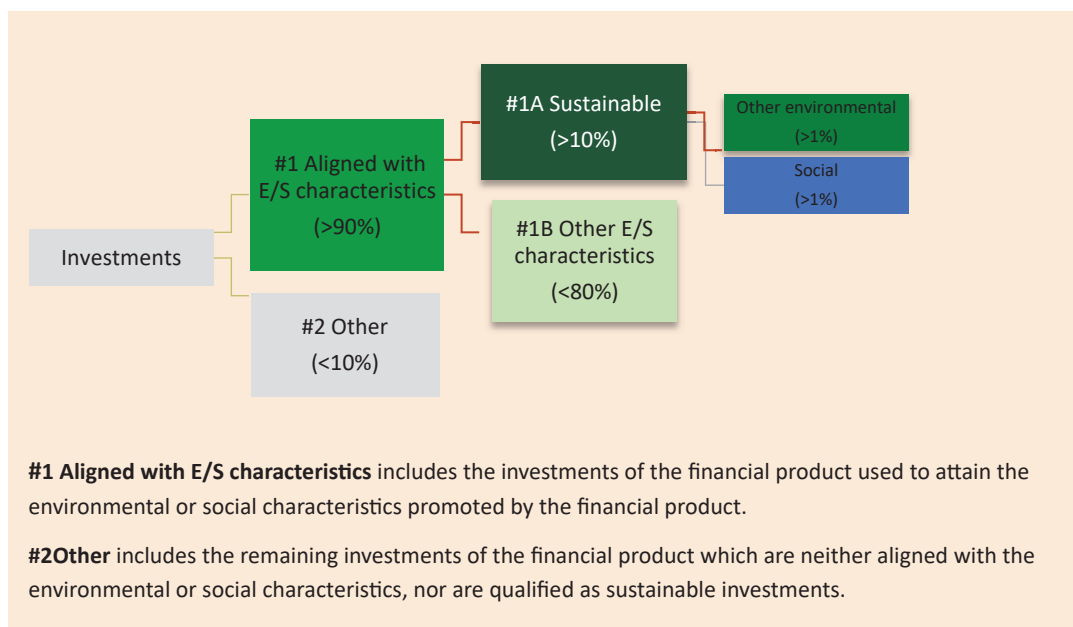 #1A Sustainable
(>10%)
Other environmental
(>1%)
Social
(>1%)
#1 Aligned with
E/S characteristics
(>90%)
#1B Other E/S
characteristics
(<80%)
Investments
#2 Other
(<10%)
#1 Aligned with E/S characteristics includes the investments of the financial product used to attain the
environmental or social characteristics promoted by the financial product.
#2Other includes the remaining investments of the financial product which are neither aligned with the
environmental or social characteristics, nor are qualified as sustainable investments.